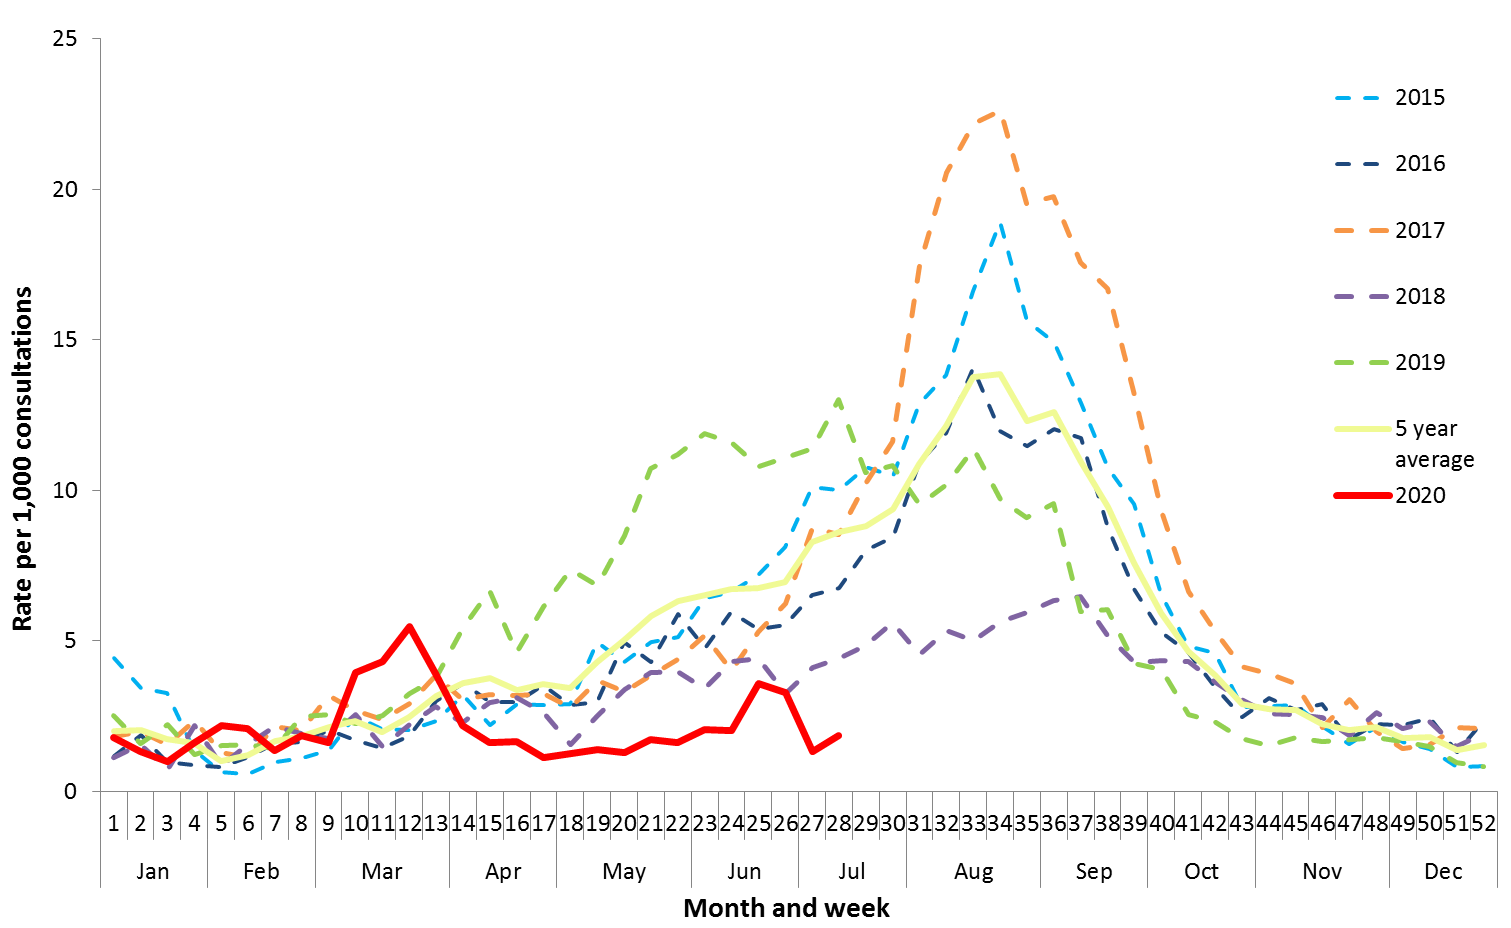 25
20
15
10
5
0
Rate per 1,000 consultations
2015
2016
2017
2018
2019
5 year
average
2020
1 2 3 4 5 6 7 8 9 10 11 12 13 14 15 16 17 18 19 20 21 22 23 24 25 26 27 28 29 30 31 32 33 34 35 36 37 38 39 40 41 42 43 44 45 46 47 48 49 50 51 52
Jan Feb Mar Apr May Jun Jul Aug Sep Oct Nov Dec
Month and week